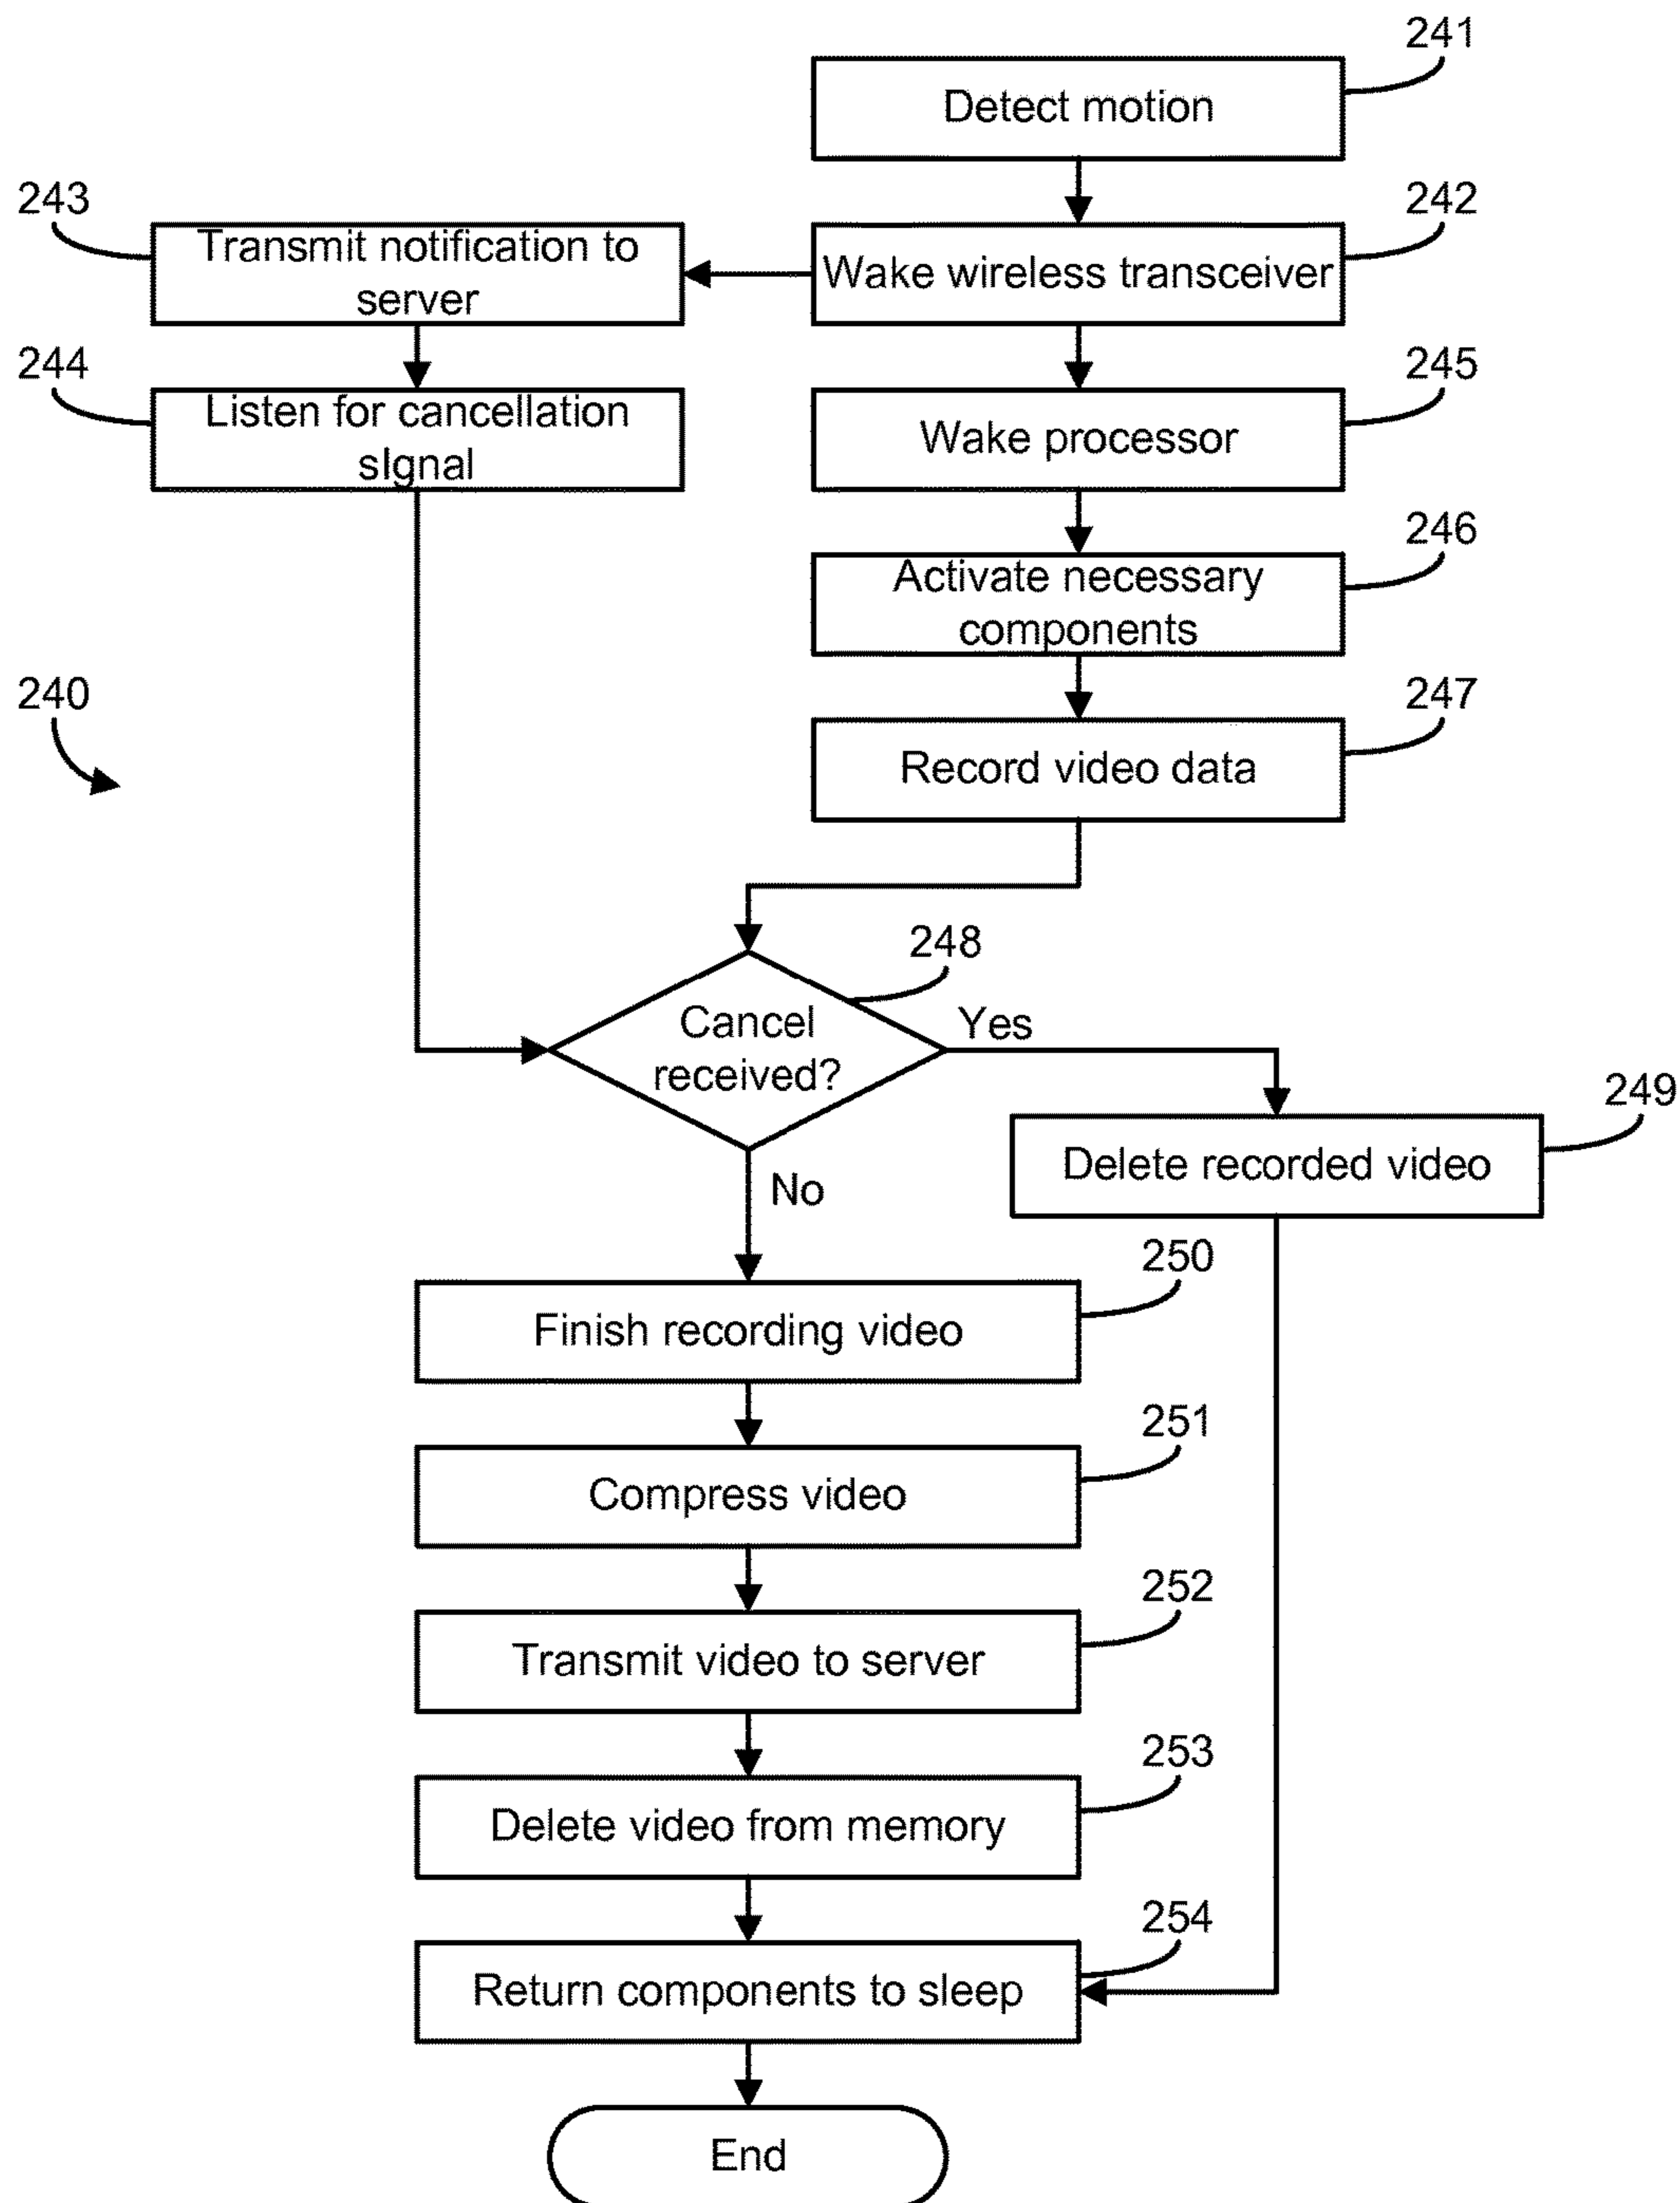 241
Detect motion
243
242
Transmit notification to
server
Wake wireless transceiver
244
245
Listen for cancellation
sIgnal
Wake processor
246
Activate necessary
components
240
247
Record video data
248
Cancel
received?
Yes
249
Delete recorded video
No
250
Finish recording video
251
Compress video
252
Transmit video to server
253
Delete video from memory
254
Return components to sleep
End